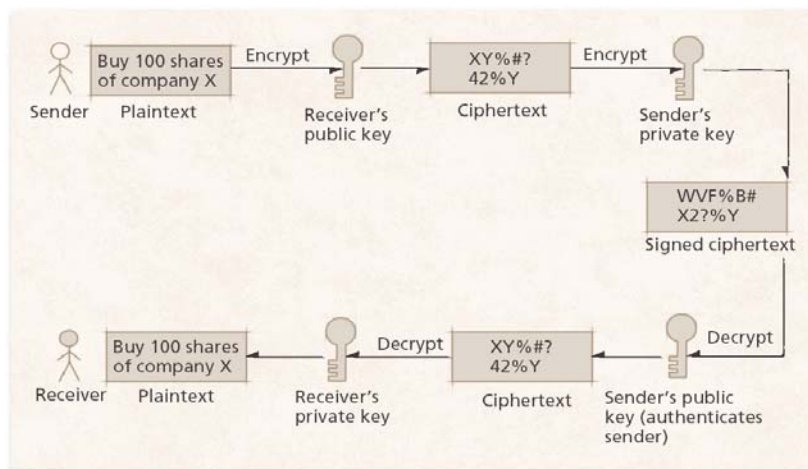 Buy 100 shares
of company X
Encrypt
XY%#?
42%Y
Encrypt
Sender
Plaintext
Receiver's
public key
Ciphertext
Sender's
private key
WVF%B#
X2?%Y
Signed ciphertext
Buy 100 shares
of company X
Decrypt
XY%#?
42%Y
Decrypt
Receiver
Plaintext
Receiver's
private key
Ciphertext
Sender's public
key (authenticates
sender)